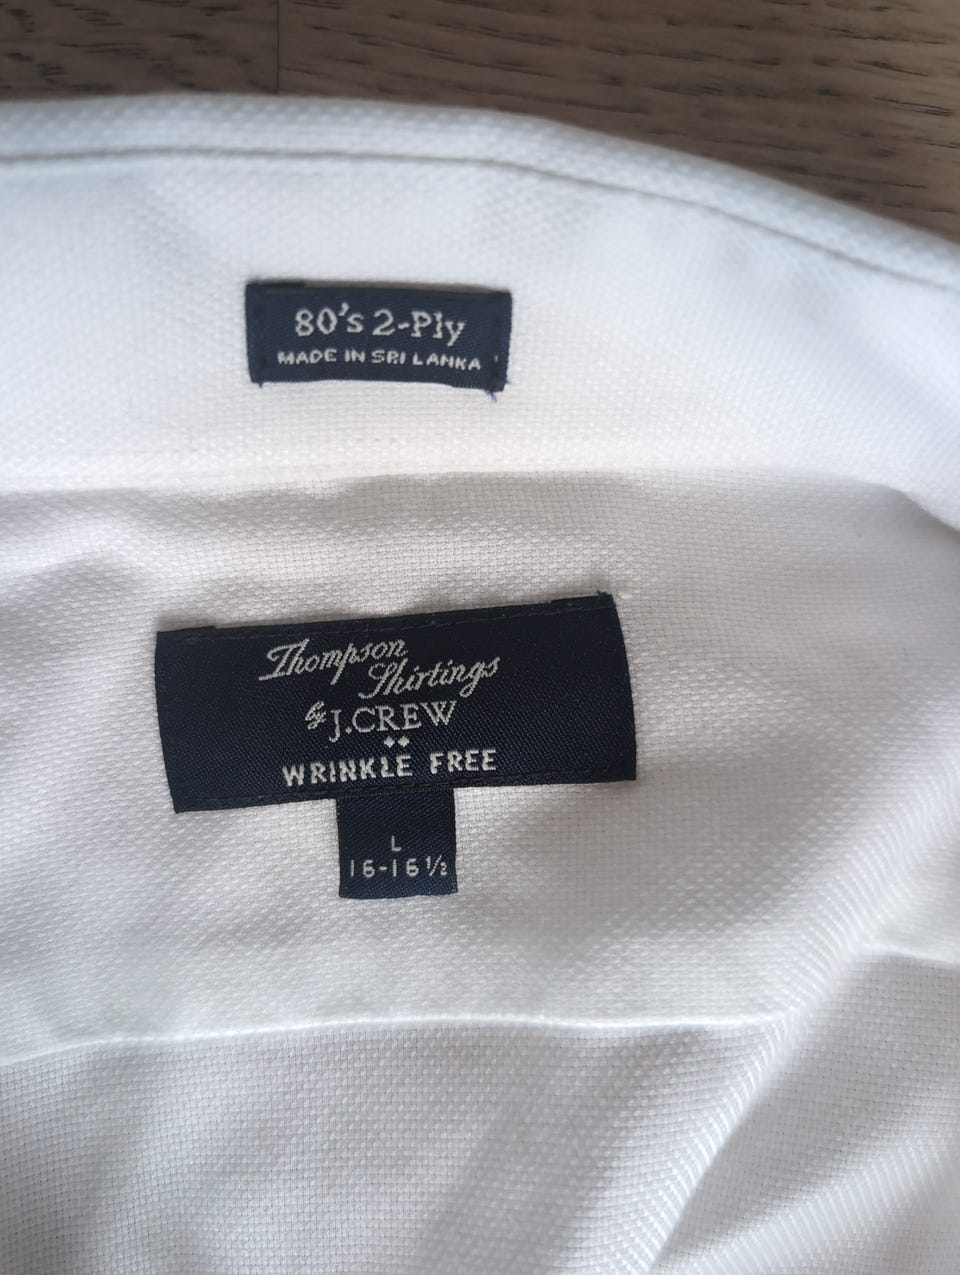 80's 2-Ply
MADE IN SRI LANKA
Thompson
Shirtings
by J.CREW
WRINKLE FREE
L
16-16½